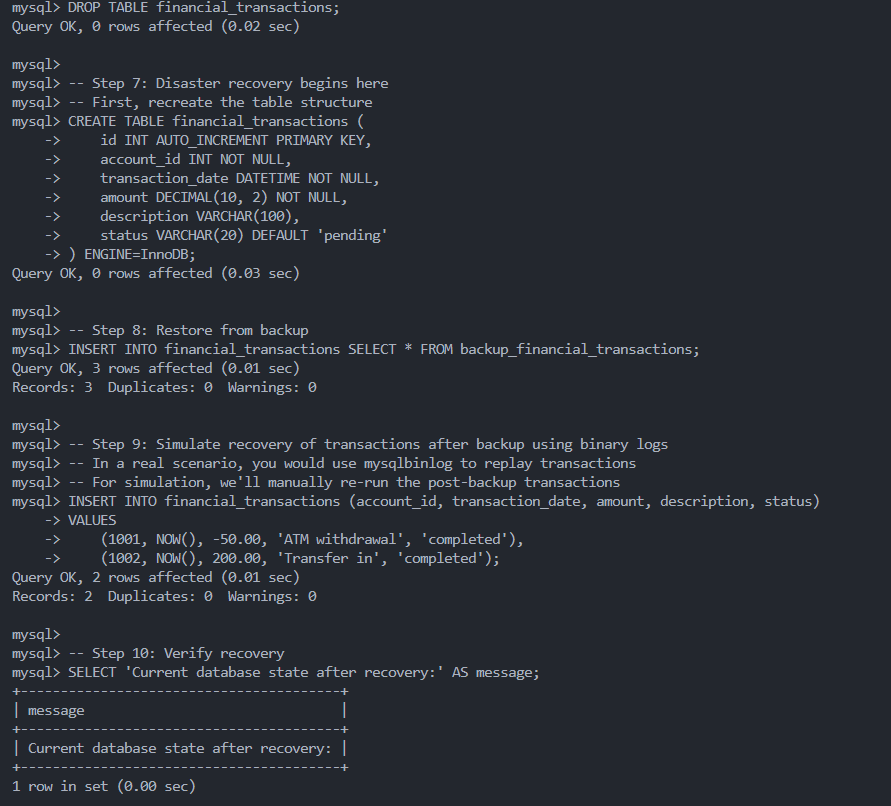 mysql> DROP TABLE financial_transactions;
Query OK, 0 rows affected (0.02 sec)
mysql>
mysql> -- Step 7: Disaster recovery begins here
mysql> -- First, recreate the table structure
mysql> CREATE TABLE financial_transactions (
    ->     id INT AUTO_INCREMENT PRIMARY KEY,
    ->     account_id INT NOT NULL,
    ->     transaction_date DATETIME NOT NULL,
    ->     amount DECIMAL(10, 2) NOT NULL,
    ->     description VARCHAR(100),
    ->     status VARCHAR(20) DEFAULT 'pending'
    -> ) ENGINE=InnoDB;
Query OK, 0 rows affected (0.03 sec)
mysql>
mysql> -- Step 8: Restore from backup
mysql> INSERT INTO financial_transactions SELECT * FROM backup_financial_transactions;
Query OK, 3 rows affected (0.01 sec)
Records: 3  Duplicates: 0  Warnings: 0
mysql>
mysql> -- Step 9: Simulate recovery of transactions after backup using binary logs
mysql> -- In a real scenario, you would use mysqlbinlog to replay transactions
mysql> -- For simulation, we'll manually re-run the post-backup transactions
mysql> INSERT INTO financial_transactions (account_id, transaction_date, amount, description, status)
    -> VALUES
    ->     (1001, NOW(), -50.00, 'ATM withdrawal', 'completed'),
    ->     (1002, NOW(), 200.00, 'Transfer in', 'completed');
Query OK, 2 rows affected (0.01 sec)
Records: 2  Duplicates: 0  Warnings: 0
mysql>
mysql> -- Step 10: Verify recovery
mysql> SELECT 'Current database state after recovery:' AS message;
+----------------------------------------+
| message                                |
+----------------------------------------+
| Current database state after recovery: |
+----------------------------------------+
1 row in set (0.00 sec)